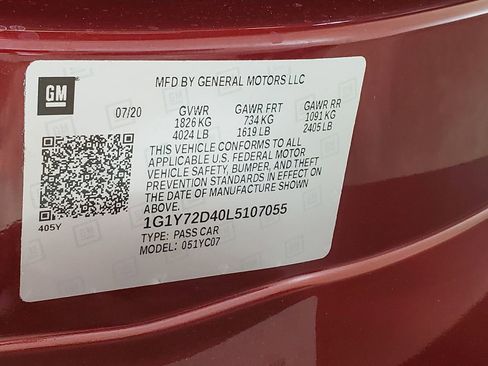 GM
MFD BY GENERAL MOTORS LLC
07/20 GVWR GAWR FRT GAWR RR
1826 KG 734 KG 1091 KG
4024 LB 1619 LB 2405 LB
THIS VEHICLE CONFORMS TO ALL
APPLICABLE U.S. FEDERAL MOTOR
VEHICLE SAFETY, BUMPER, AND THEFT
PREVENTION STANDARDS IN EFFECT ON
THE DATE OF MANUFACTURE SHOWN
ABOVE.
405Y
1G1Y72D40L5107055
TYPE: PASS CAR
MODEL: 051YC07